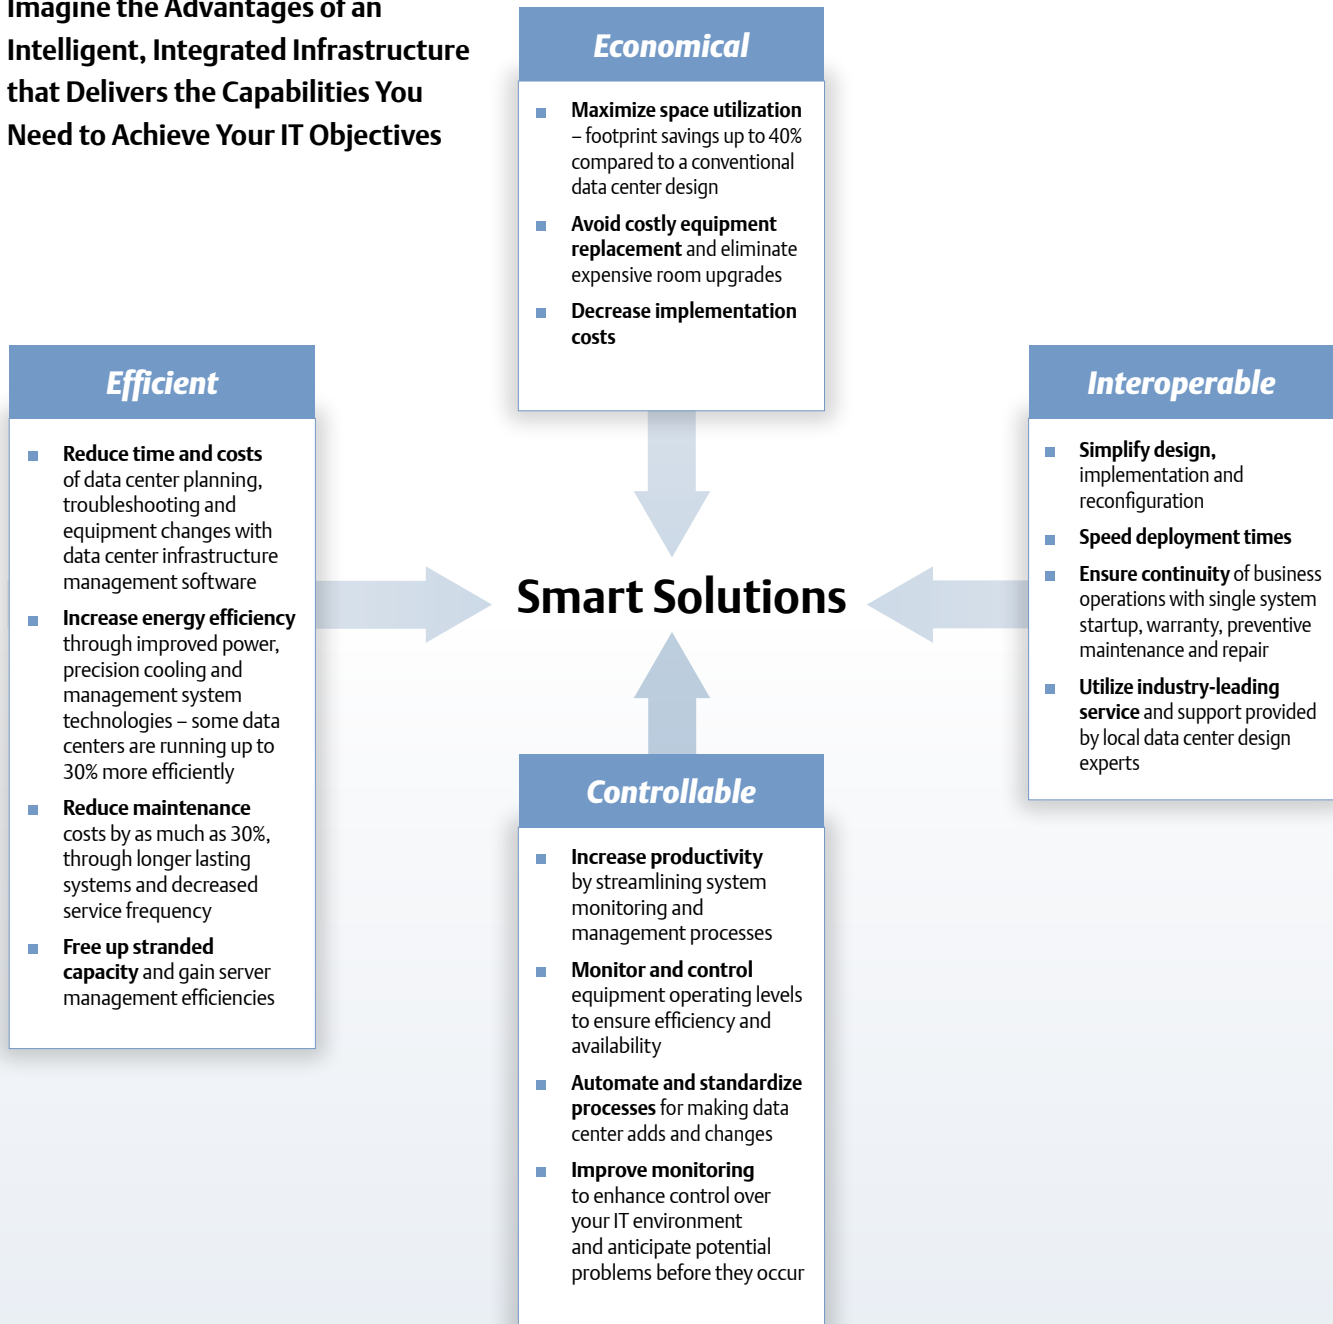 Imagine the Advantages of an
Intelligent, Integrated Infrastructure
that Delivers the Capabilities You
Need to Achieve Your IT Objectives
Economical
Maximize space utilization
– footprint savings up to 40%
compared to a conventional
data center design
Avoid costly equipment
replacement and eliminate
expensive room upgrades
Decrease implementation
costs
Efficient
Reduce time and costs
of data center planning,
troubleshooting and
equipment changes with
data center infrastructure
management software
Increase energy efficiency
through improved power,
precision cooling and
management system
technologies – some data
centers are running up to
30% more efficiently
Reduce maintenance
costs by as much as 30%,
through longer lasting
systems and decreased
service frequency
Free up stranded
capacity and gain server
management efficiencies
Smart Solutions
Interoperable
Simplify design,
implementation and
reconfiguration
Speed deployment times
Ensure continuity of business
operations with single system
startup, warranty, preventive
maintenance and repair
Utilize industry-leading
service and support provided
by local data center design
experts
Controllable
Increase productivity
by streamlining system
monitoring and
management processes
Monitor and control
equipment operating levels
to ensure efficiency and
availability
Automate and standardize
processes for making data
center adds and changes
Improve monitoring
to enhance control over
your IT environment
and anticipate potential
problems before they occur